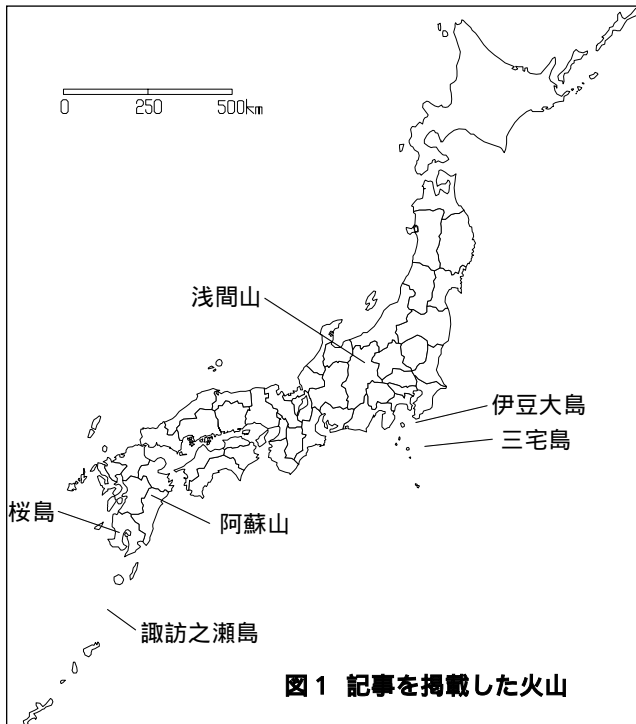 0 250 500km
浅間山
伊豆大島
三宅島
桜島
阿蘇山
諏訪之瀬島
図1 記事を掲載した火山